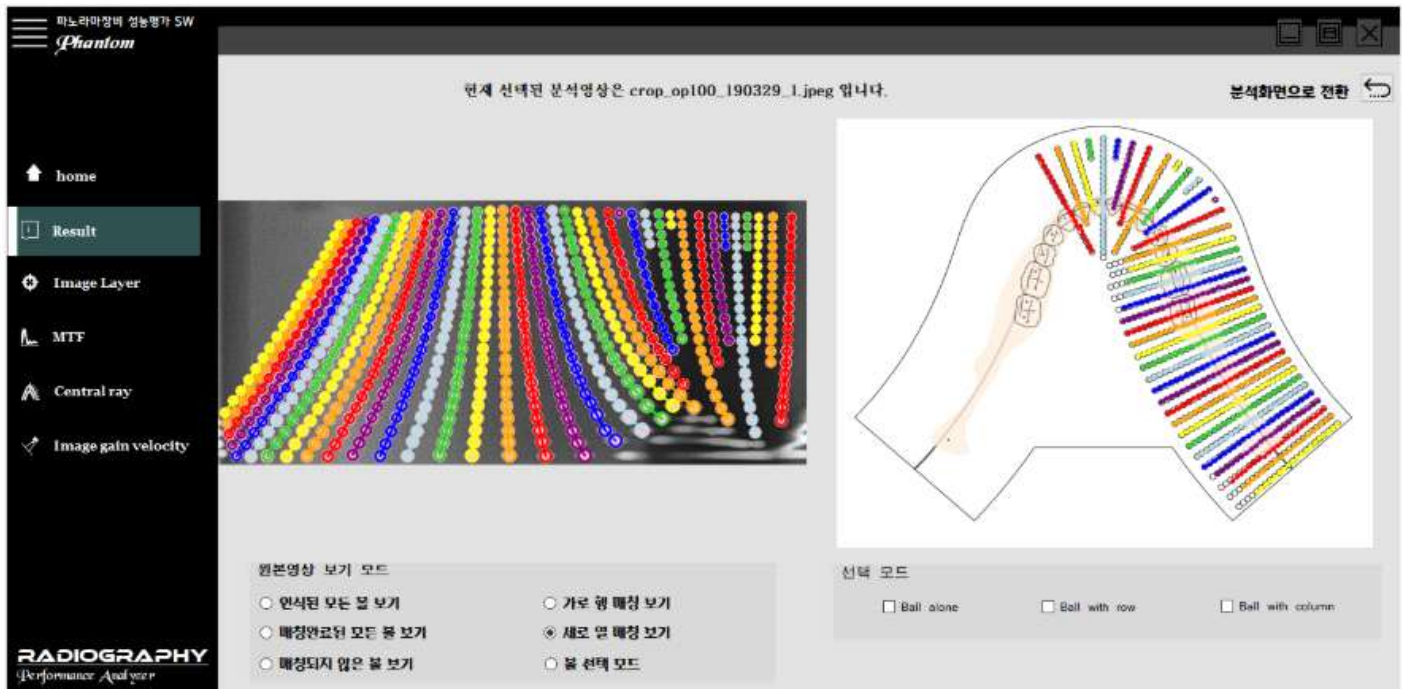 파노라마장비 성능평가 SW
Phantom
현재 선택된 분석영상은 crop_op100_190329_1.jpeg 입니다.
분석화면으로 전환
home
Result
Image Layer
MTF
Central ray
Image gain velocity
원본영상 보기 모드
인식된 모든 볼 보기
가로 행 매칭 보기
매칭완료된 모든 볼 보기
세로 열 매칭 보기
매칭되지 않은 볼 보기
볼 선택 모드
선택 모드
Ball alone
Ball with row
Ball with column
RADIOGRAPHY
Performance Analyzer